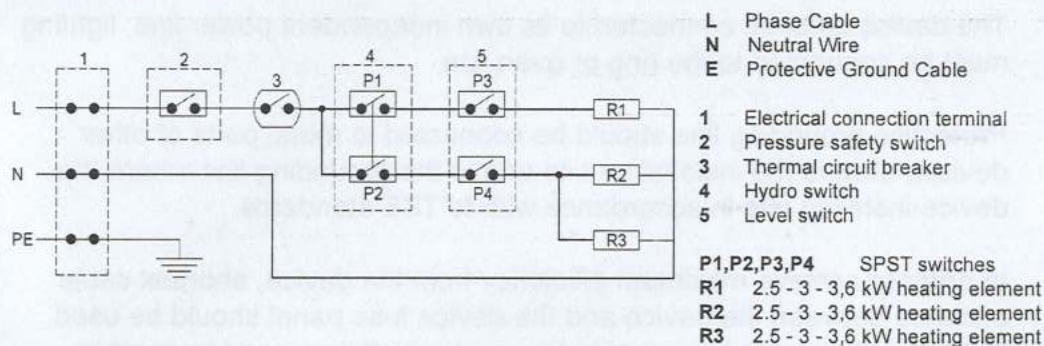 L Phase Cable
N Neutral Wire
E Protective Ground Cable
1 Electrical connection terminal
2 Pressure safety switch
3 Thermal circuit breaker
4 Hydro switch
5 Level switch
P1,P2,P3,P4 SPST switches
R1 2.5 - 3 - 3,6 kW heating element
R2 2.5 - 3 - 3,6 kW heating element
R3 2.5 - 3 - 3,6 kW heating element
1 2 3 4 5
P1 P3
L R1
N R2
P2 P4
PE R3